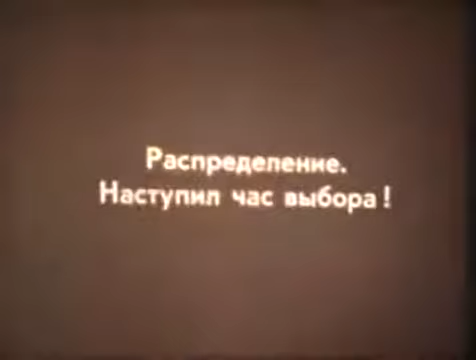 Распределение.
Наступил час выбора!